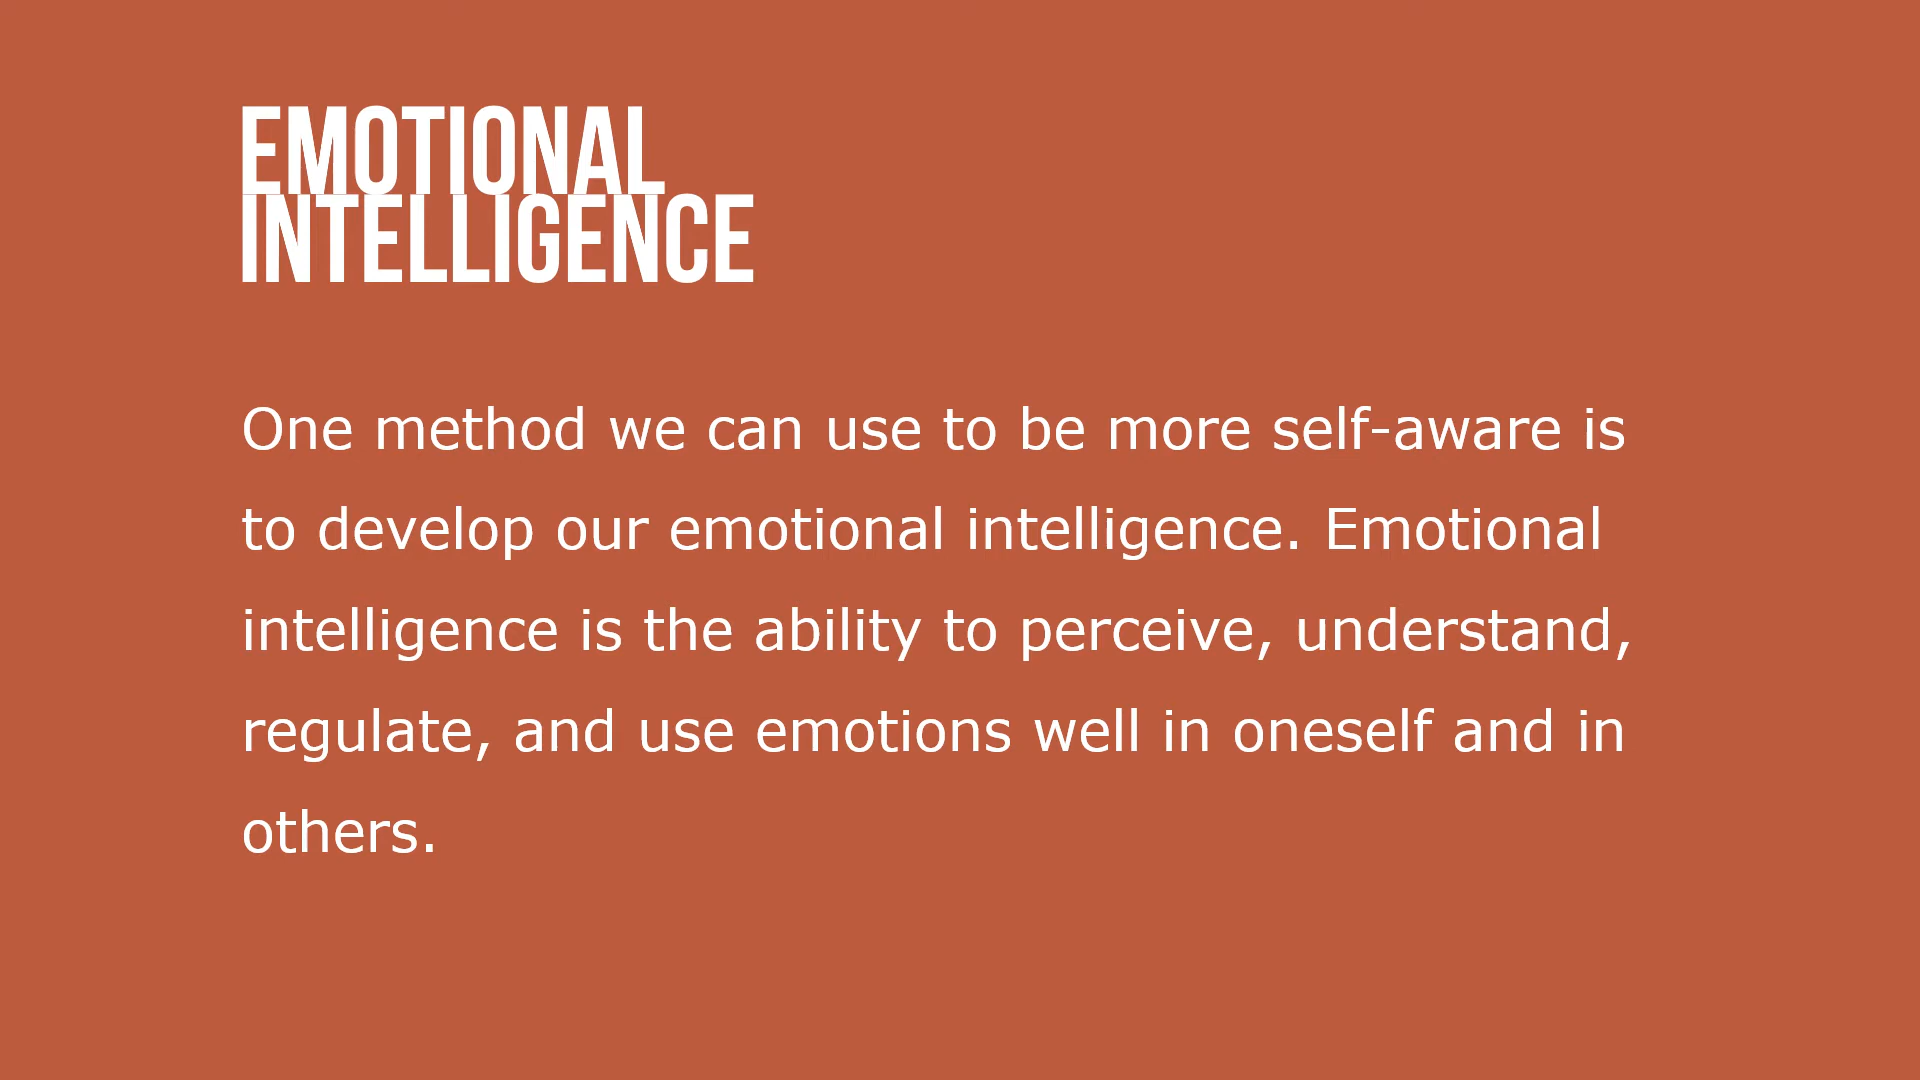 EMOTIONAL
INTELLIGENCE
One method we can use to be more self-aware is
to develop our emotional intelligence. Emotional
intelligence is the ability to perceive, understand,
regulate, and use emotions well in oneself and in
others.